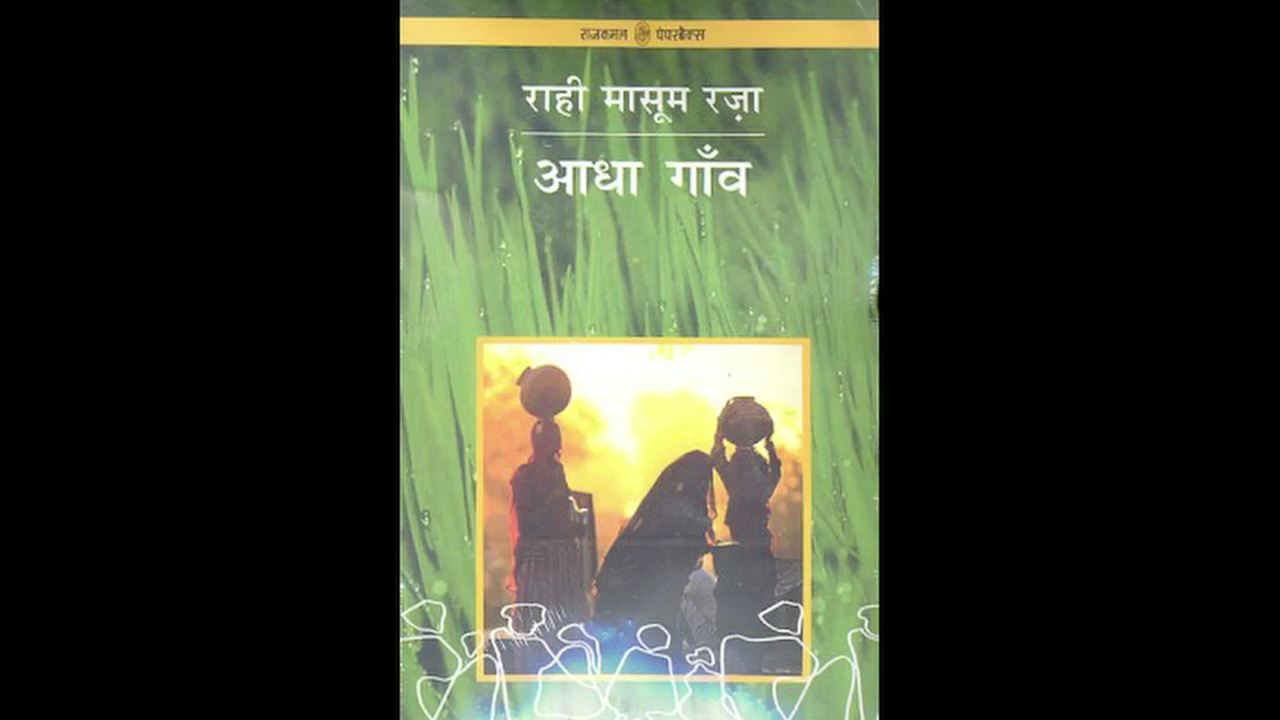 राजकमल पेपरबैक्स
राही मासूम रज़ा
आधा गाँव